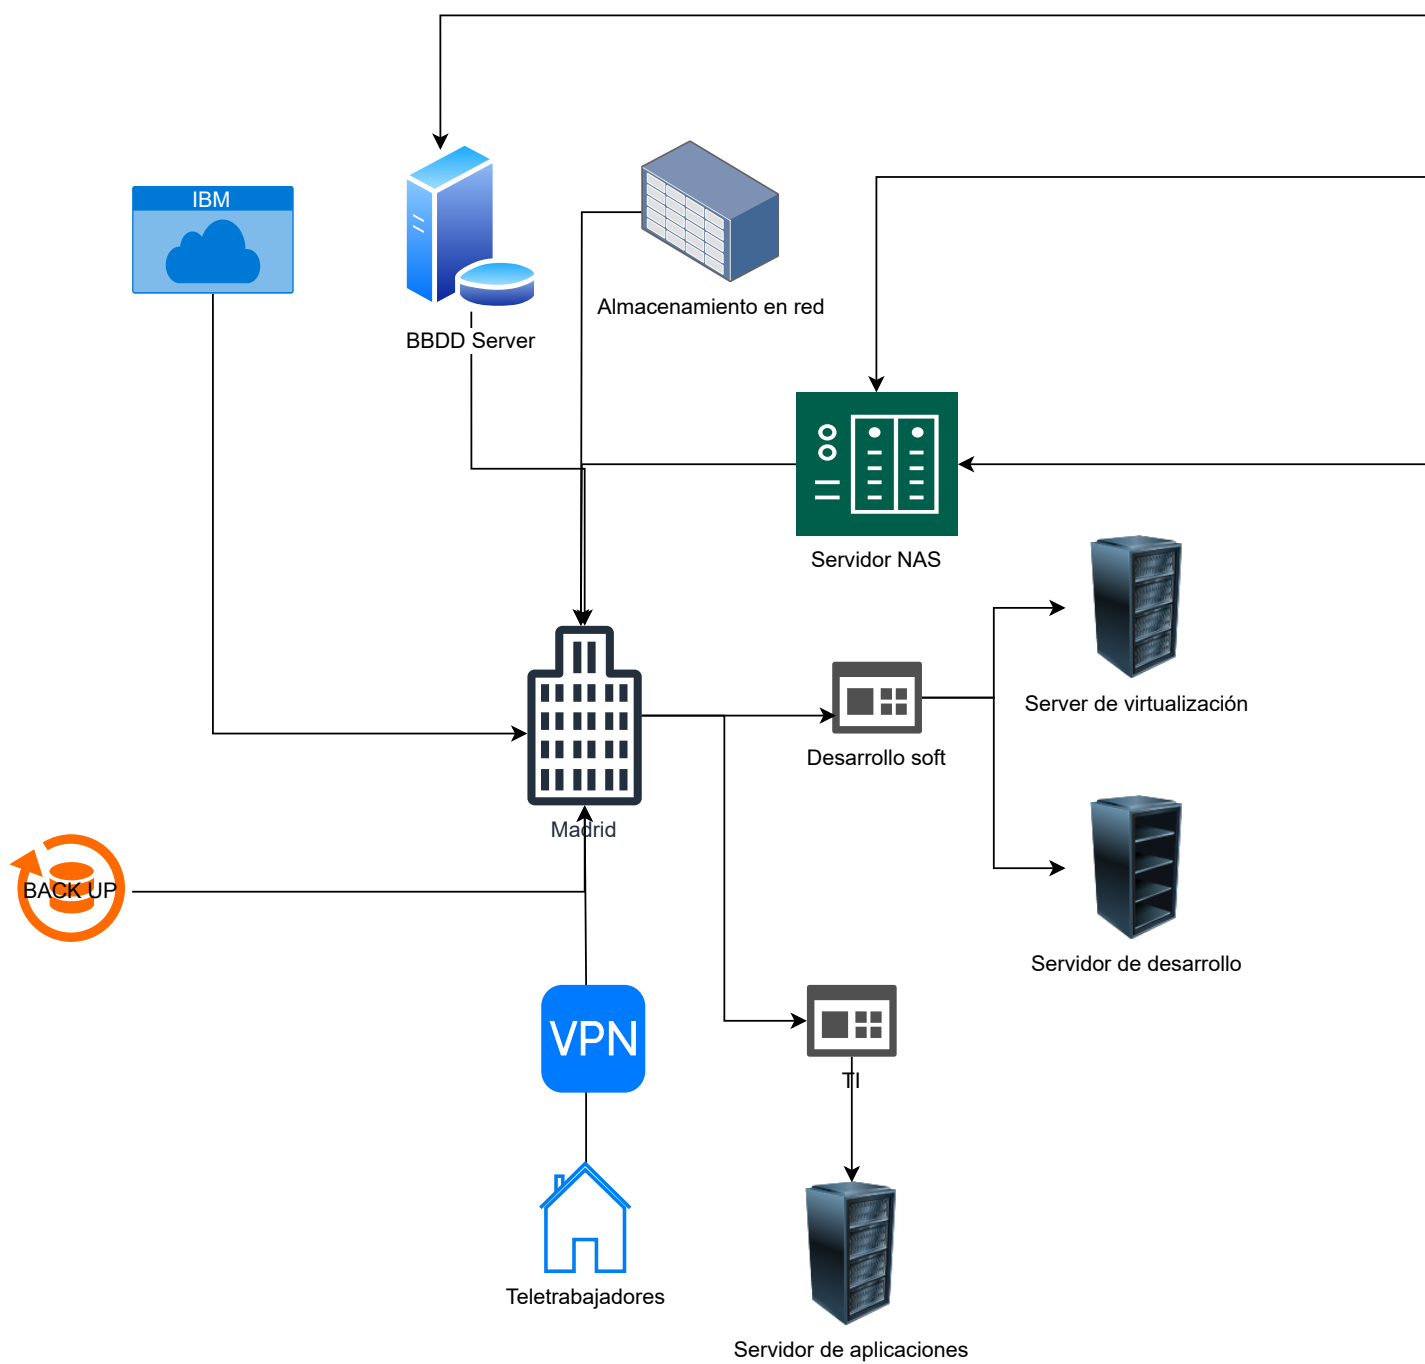 IBM
Almacenamiento en red
BBDD Server
Servidor NAS
Server de virtualización
Desarrollo soft
Madrid
BACK UP
Servidor de desarrollo
VPN
TI
Teletrabajadores
Servidor de aplicaciones